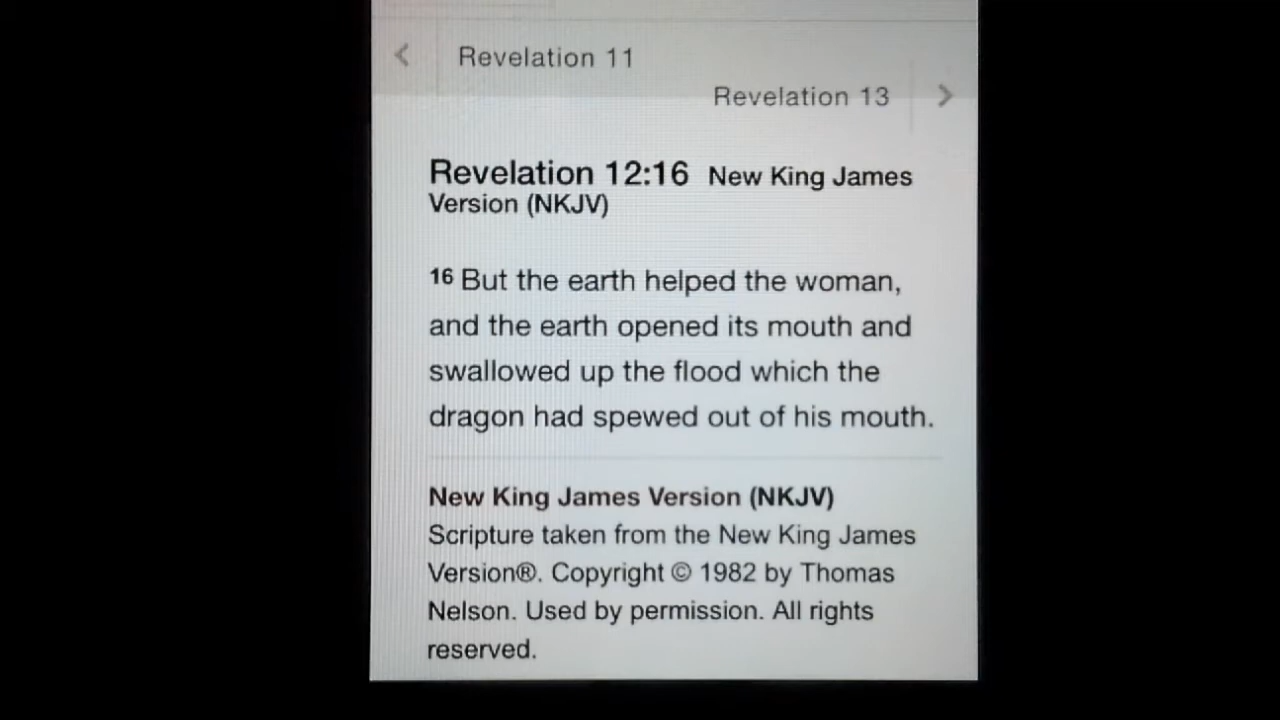 Revelation 11
Revelation 13
Revelation 12:16 New King James
Version (NKJV)
16 But the earth helped the woman,
and the earth opened its mouth and
swallowed up the flood which the
dragon had spewed out of his mouth.
New King James Version (NKJV)
Scripture taken from the New King James
Version®. Copyright © 1982 by Thomas
Nelson. Used by permission. All rights
reserved.